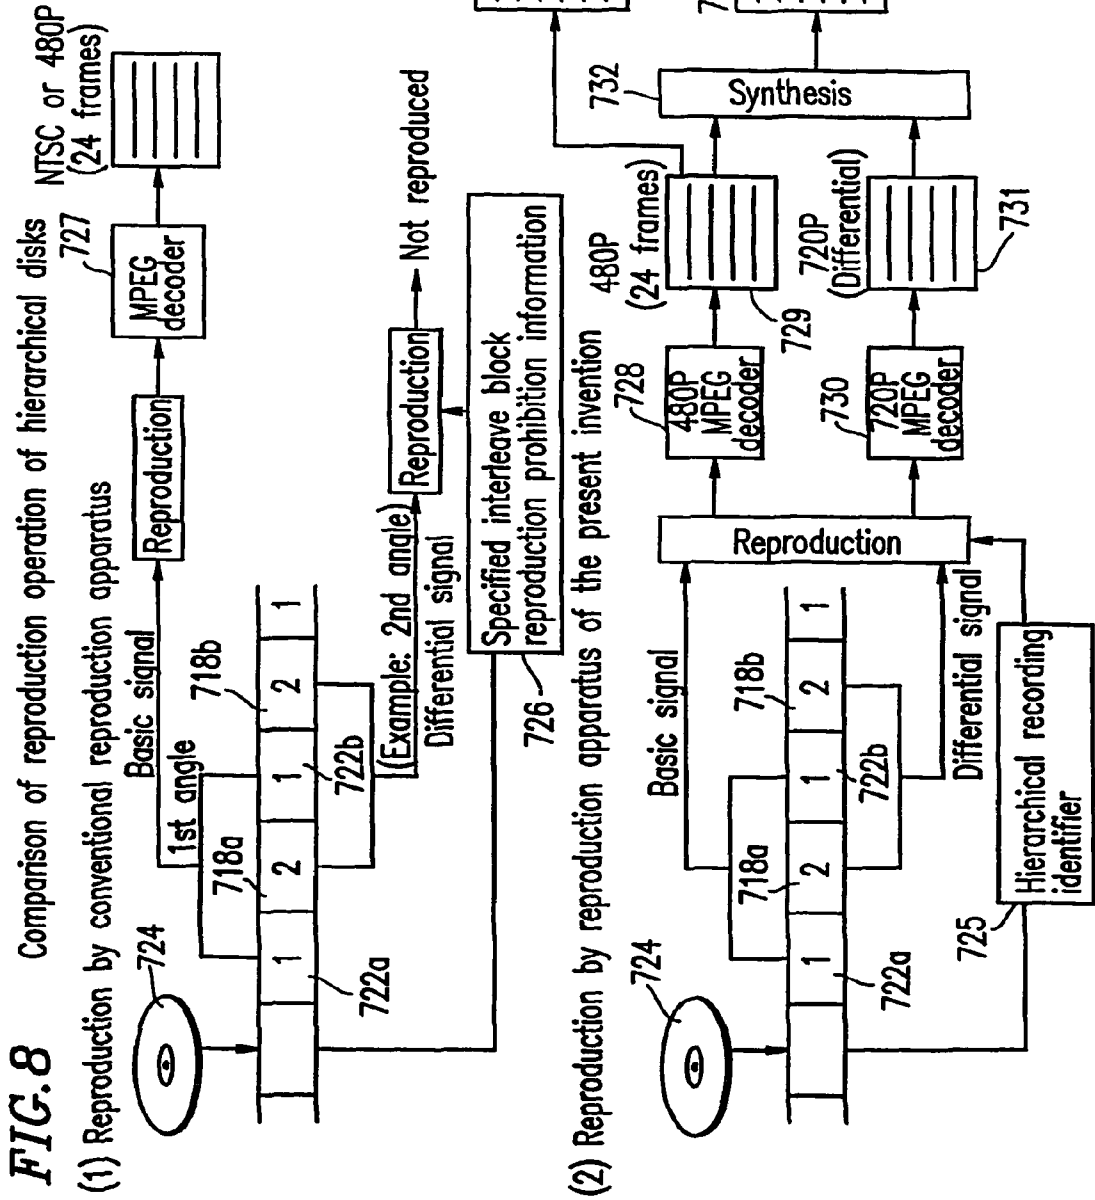 FIG.8
Comparison of reproduction operation of hierarchical disks
(1) Reproduction by conventional reproduction apparatus
724
Basic signal
1st angle
718a
718b
1
2
1
2
1
722a
722b
Reproduction
727
MPEG
decoder
NTSC or 480P
(24 frames)
(Example: 2nd angle)
Differential signal
Reproduction
Not reproduced
726
Specified interleave block
reproduction prohibition information
(2) Reproduction by reproduction apparatus of the present invention
724
Basic signal
718a
718b
1
2
1
2
1
722a
722b
Differential signal
725
Hierarchical recording
identifier
Reproduction
728
480P
MPEG
decoder
480P
(24 frames)
729
730
720P
MPEG
decoder
720P
(Differential)
731
732
Synthesis